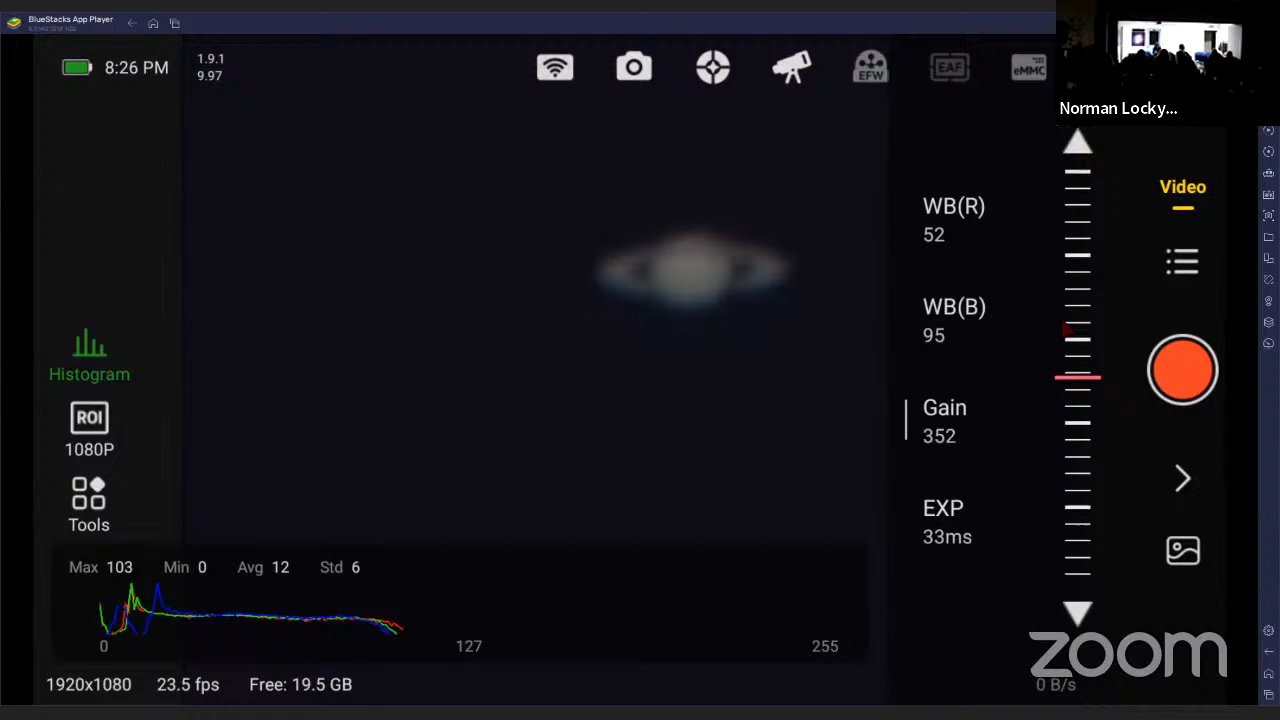 BlueStacks App Player
8:26 PM
1.9.1
9.97
EFW
EAF
eMMC
Norman Locky...
Video
WB(R)
52
WB(B)
95
Gain
352
EXP
33ms
Histogram
ROI
1080P
Tools
Max 103 Min 0 Avg 12 Std 6
0 127 255
1920x1080 23.5 fps Free: 19.5 GB
0 B/s
zoom